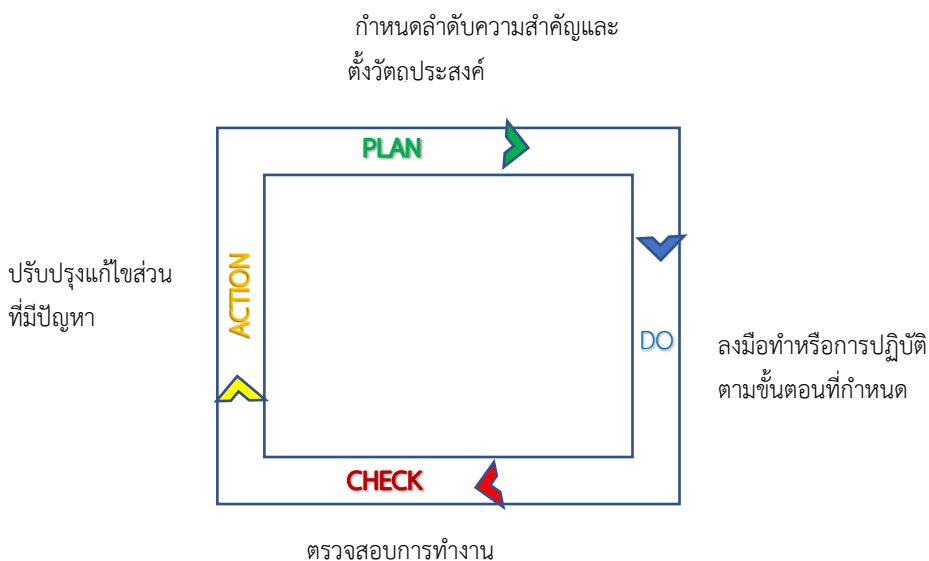 กำหนดลำดับความสำคัญและ
ตั้งวัตถุประสงค์
PLAN
ACTION
ปรับปรุงแก้ไขส่วน
ที่มีปัญหา
DO
ลงมือทำหรือการปฏิบัติ
ตามขั้นตอนที่กำหนด
CHECK
ตรวจสอบการทำงาน